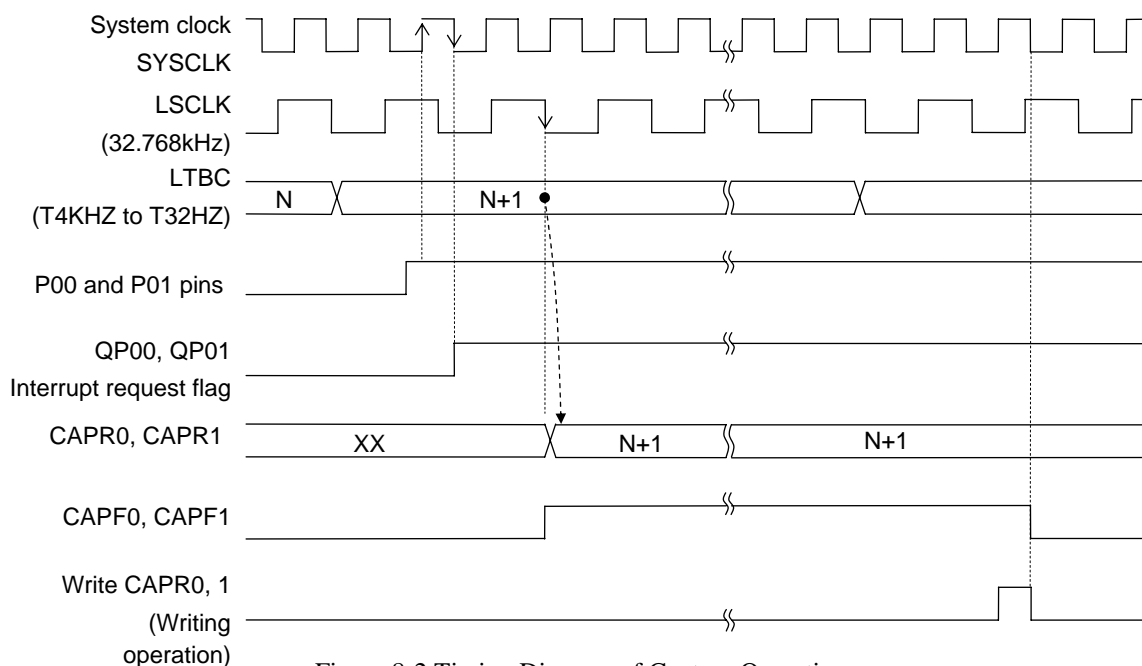 System clock
SYSCLK
LSCLK
(32.768kHz)
LTBC
(T4KHZ to T32HZ)
N
N+1
P00 and P01 pins
QP00, QP01
Interrupt request flag
CAPR0, CAPR1
XX
N+1
N+1
CAPF0, CAPF1
Write CAPR0, 1
(Writing
operation)
Figure 8-2 Timing Diagram of Capture Operation